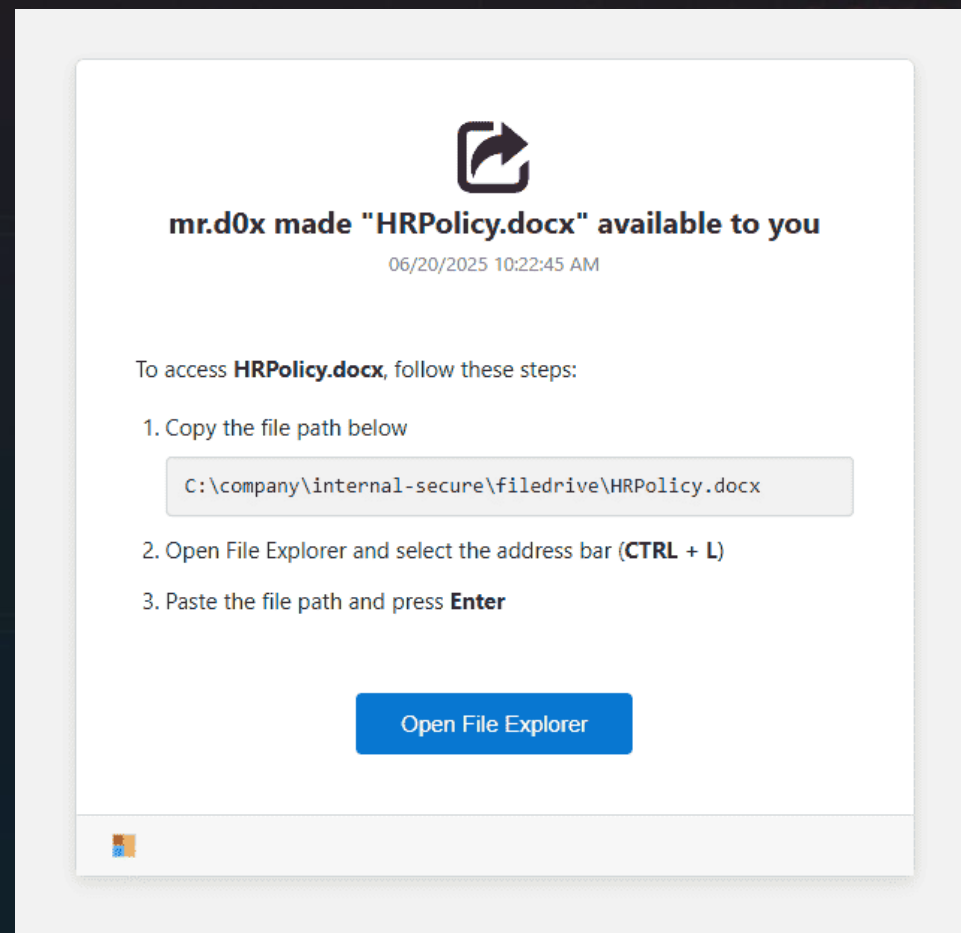 mr.d0x made "HRPolicy.docx" available to you
06/20/2025 10:22:45 AM
To access HRPolicy.docx, follow these steps:
1. Copy the file path below
C:\company\internal-secure\filedrive\HRPolicy.docx
2. Open File Explorer and select the address bar (CTRL + L)
3. Paste the file path and press Enter
Open File Explorer